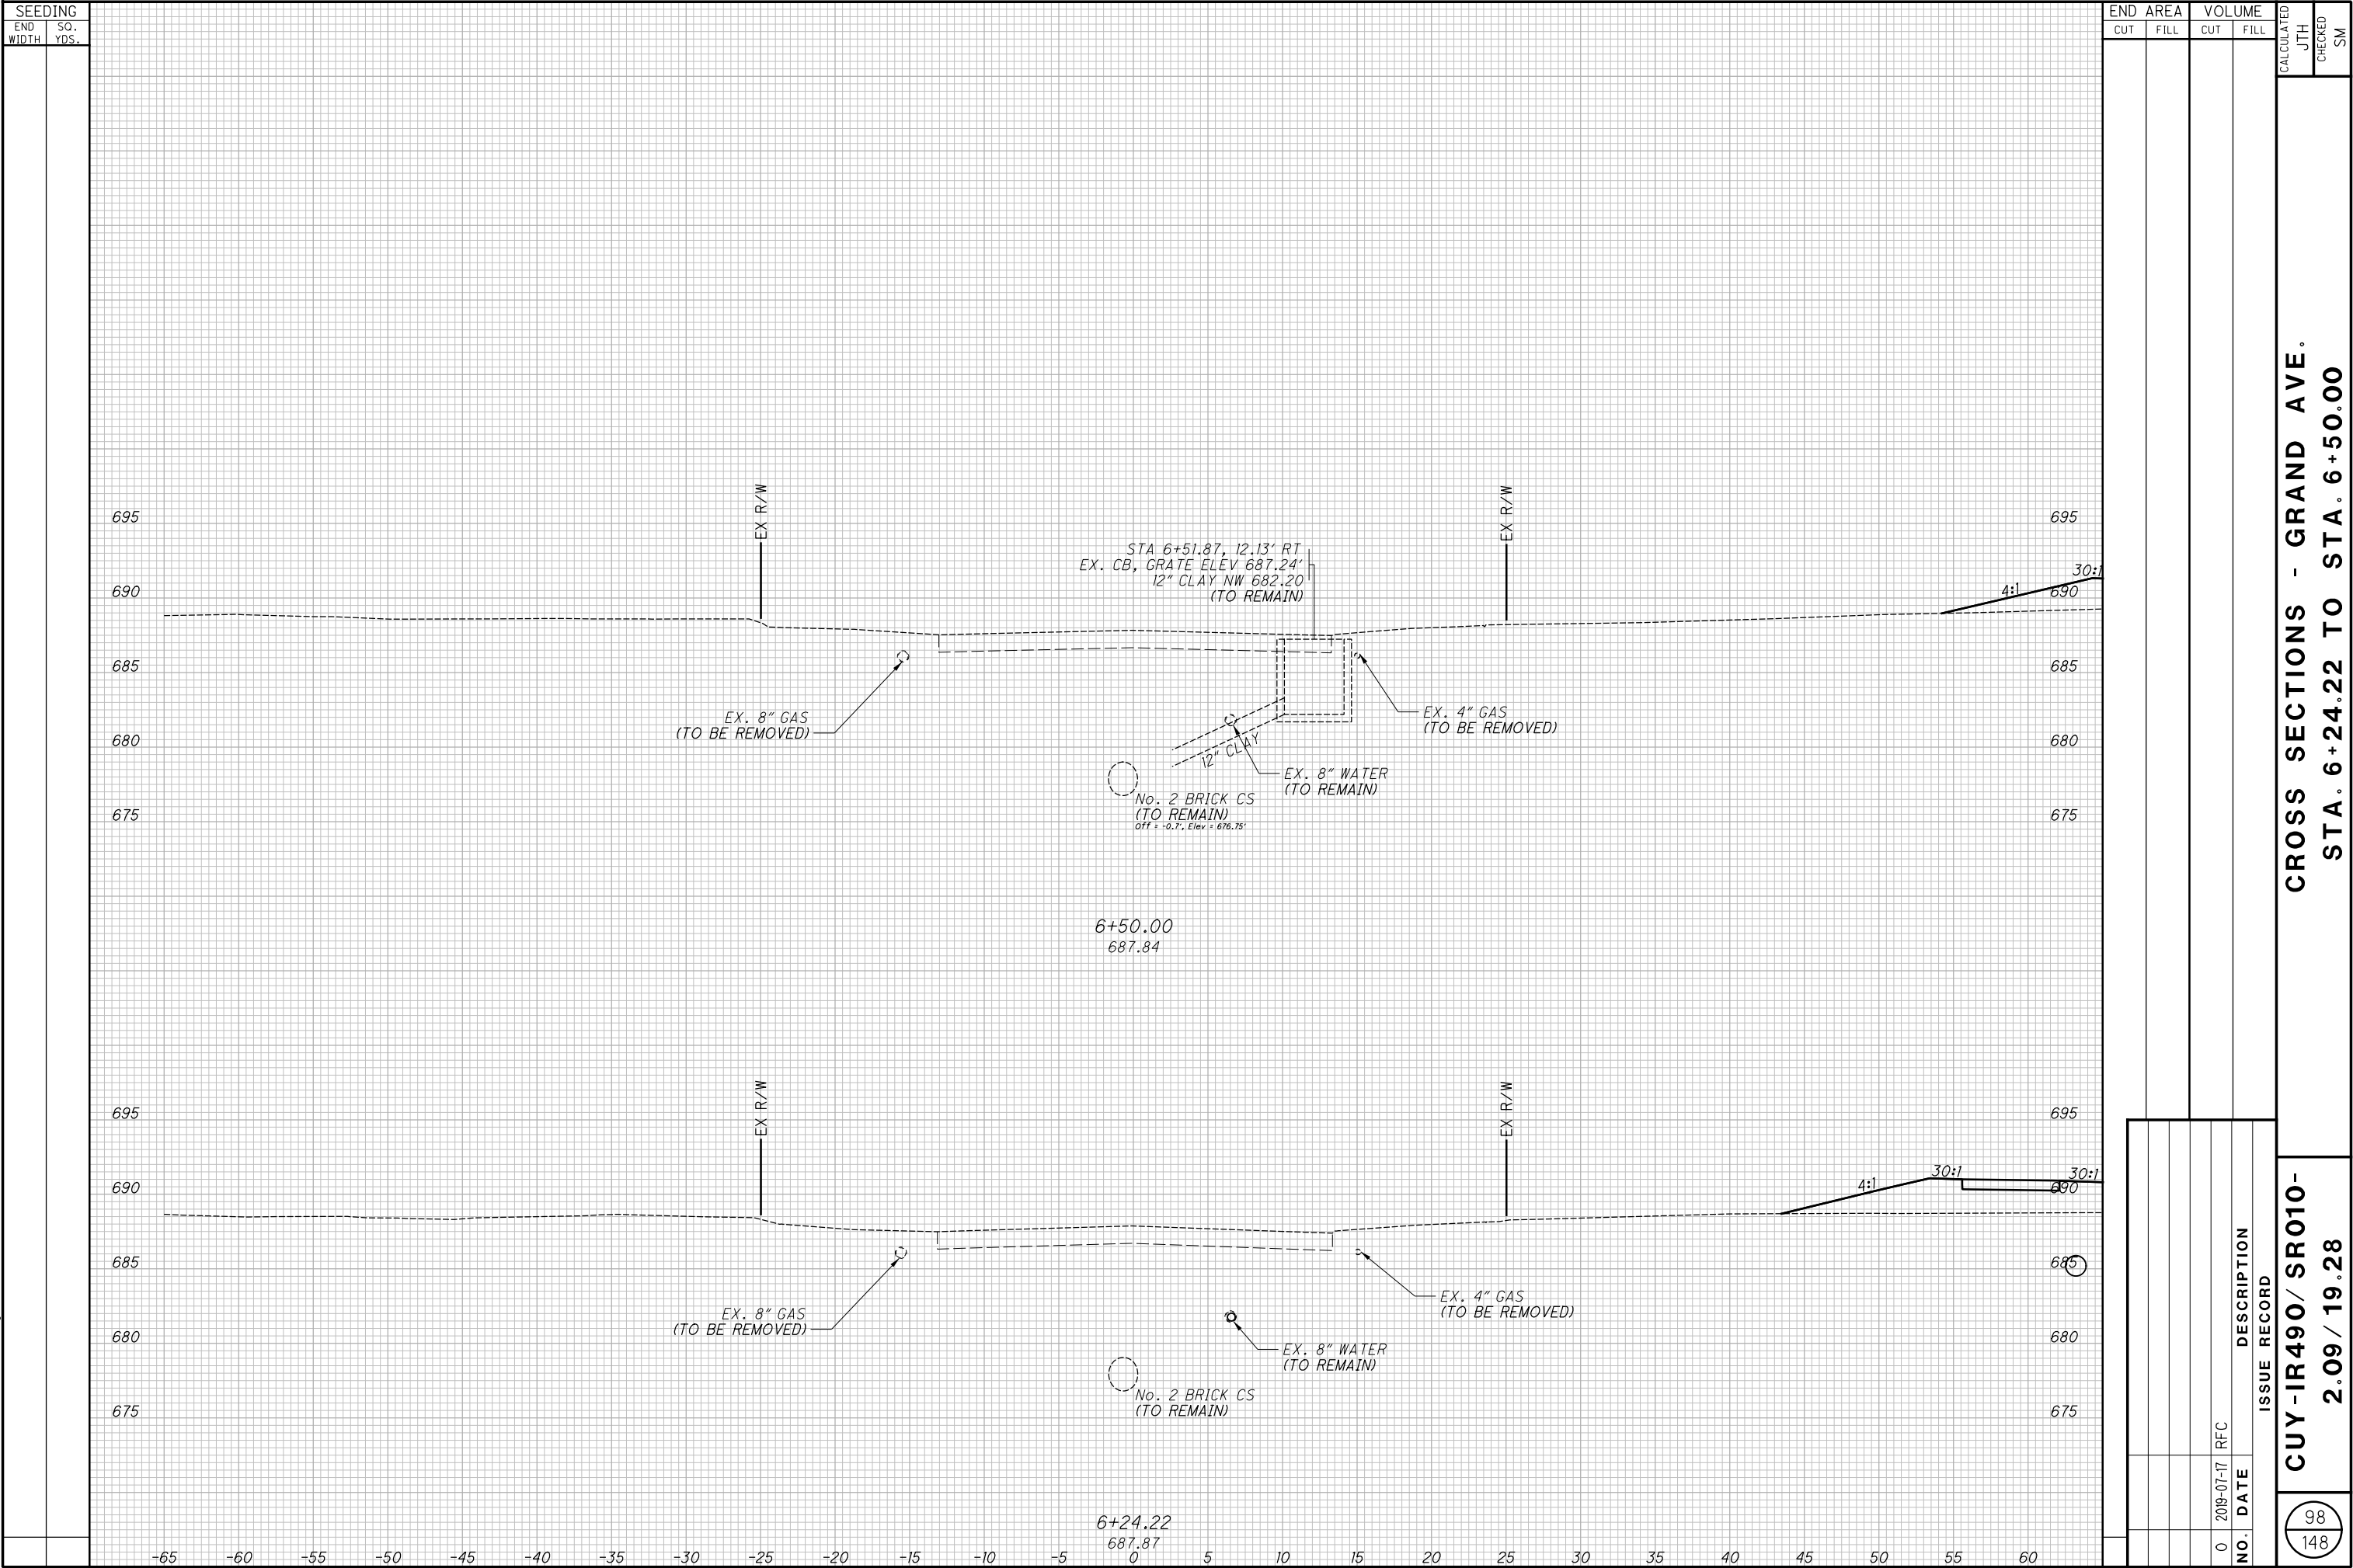 SEEDING
END WIDTH
SQ. YDS.
END AREA
VOLUME
CUT
FILL
CUT
FILL
CALCULATED
JTH
CHECKED
SM
CROSS SECTIONS - GRAND AVE.
STA. 6+24.22 TO STA. 6+50.00
695
EX R/W
EX R/W
695
STA 6+51.87, 12.13' RT
EX. CB, GRATE ELEV 687.24'
12" CLAY NW 682.20
(TO REMAIN)
690
4:1
30:1
690
685
685
EX. 8" GAS
(TO BE REMOVED)
EX. 4" GAS
(TO BE REMOVED)
680
12" CLAY
680
EX. 8" WATER
(TO REMAIN)
No. 2 BRICK CS
(TO REMAIN)
Off = -0.7', Elev = 676.75'
675
675
6+50.00
687.84
695
EX R/W
EX R/W
695
690
4:1
30:1
30:1
690
685
685
EX. 8" GAS
(TO BE REMOVED)
EX. 4" GAS
(TO BE REMOVED)
680
680
EX. 8" WATER
(TO REMAIN)
No. 2 BRICK CS
(TO REMAIN)
675
675
6+24.22
687.87
-65 -60 -55 -50 -45 -40 -35 -30 -25 -20 -15 -10 -5 0 5 10 15 20 25 30 35 40 45 50 55 60
0 2019-07-17 RFC
NO. DATE DESCRIPTION
ISSUE RECORD
CUY-IR490/SR010-
2.09/19.28
98
148